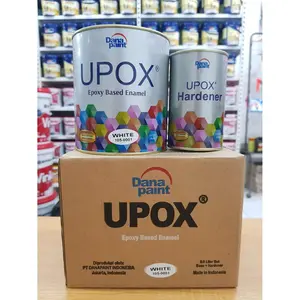 Dana
paint
UPOX®
Epoxy Based Enamel
WHITE
Dana
paint
UPOX®
Hardener
Dana
paint
UPOX®
Epoxy Based Enamel
Diproduksi oleh:
PT DANAPAINT INDONESIA
Jakarta, Indonesia
WHITE
Made in Indonesia